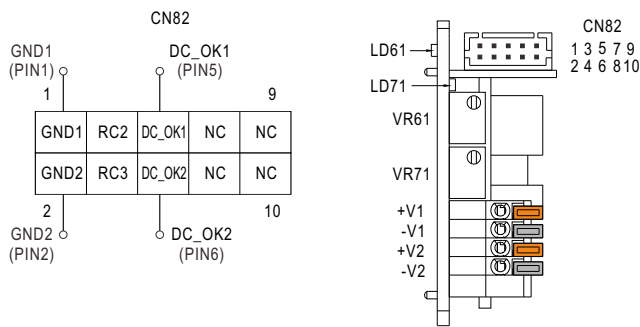 CN82
GND1
(PIN1)
DC_OK1
(PIN5)
1
9
GND1 RC2 DC_OK1 NC NC
GND2 RC3 DC_OK2 NC NC
2
10
GND2
(PIN2)
DC_OK2
(PIN6)
CN82
1 3 5 7 9
2 4 6 8 10
LD61
LD71
VR61
VR71
+V1
-V1
+V2
-V2